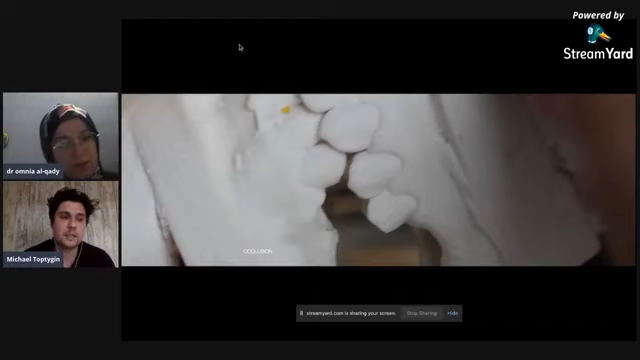 Powered by
StreamYard
dr omnia al-qady
Michael Toptygin
OCCLUSION
streamyard.com is sharing your screen.
Stop Sharing
Hide